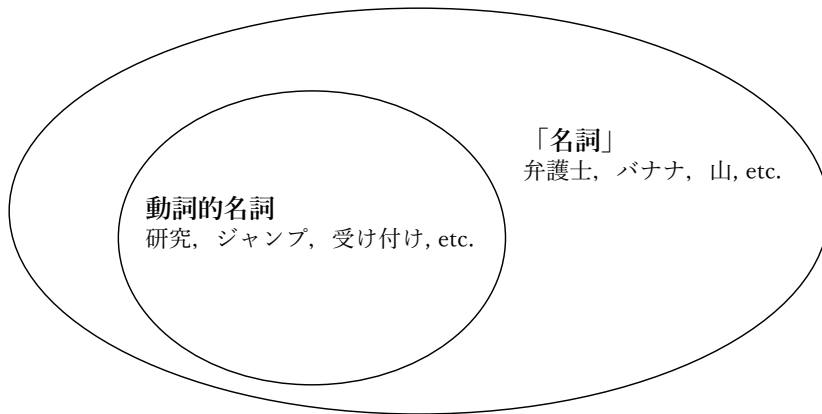 「名詞」
弁護士，バナナ，山, etc.
動詞的名詞
研究，ジャンプ，受け付け, etc.